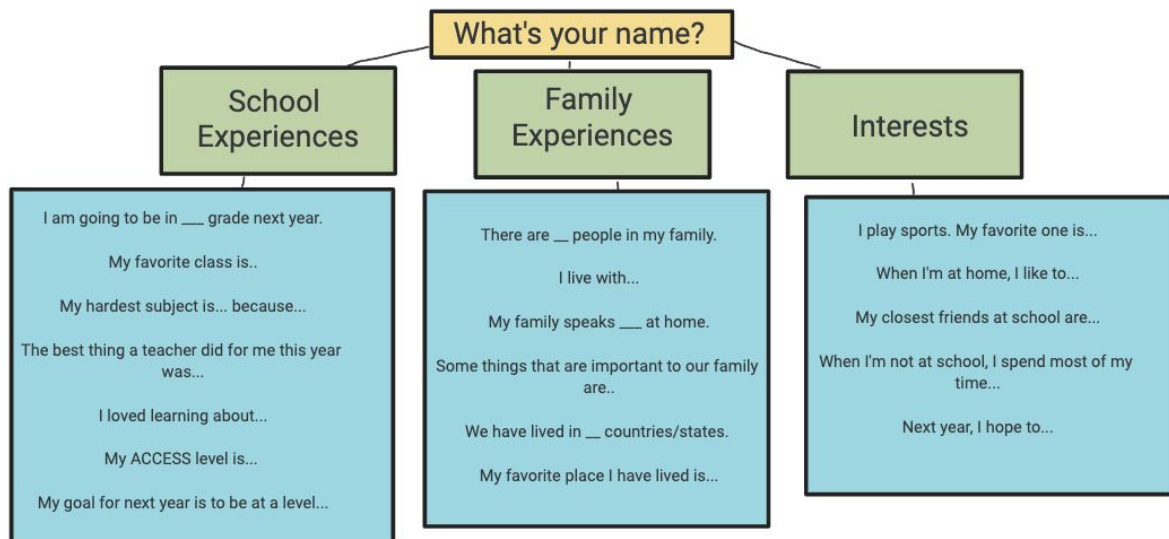 What's your name?
School
Experiences
I am going to be in ___ grade next year.
My favorite class is..
My hardest subject is... because...
The best thing a teacher did for me this year
was...
I loved learning about...
My ACCESS level is...
My goal for next year is to be at a level...
Family
Experiences
There are __ people in my family.
I live with...
My family speaks ___ at home.
Some things that are important to our family
are..
We have lived in __ countries/states.
My favorite place I have lived is...
Interests
I play sports. My favorite one is...
When I'm at home, I like to...
My closest friends at school are...
When I'm not at school, I spend most of my
time...
Next year, I hope to...